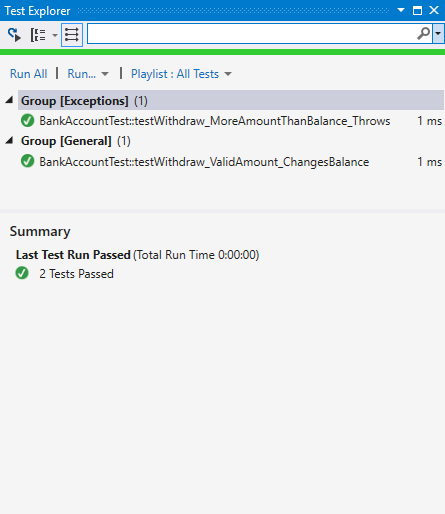 Test Explorer
Run All | Run... | Playlist : All Tests
Group [Exceptions] (1)
BankAccountTest::testWithdraw_MoreAmountThanBalance_Throws 1 ms
Group [General] (1)
BankAccountTest::testWithdraw_ValidAmount_ChangesBalance 1 ms
Summary
Last Test Run Passed (Total Run Time 0:00:00)
2 Tests Passed